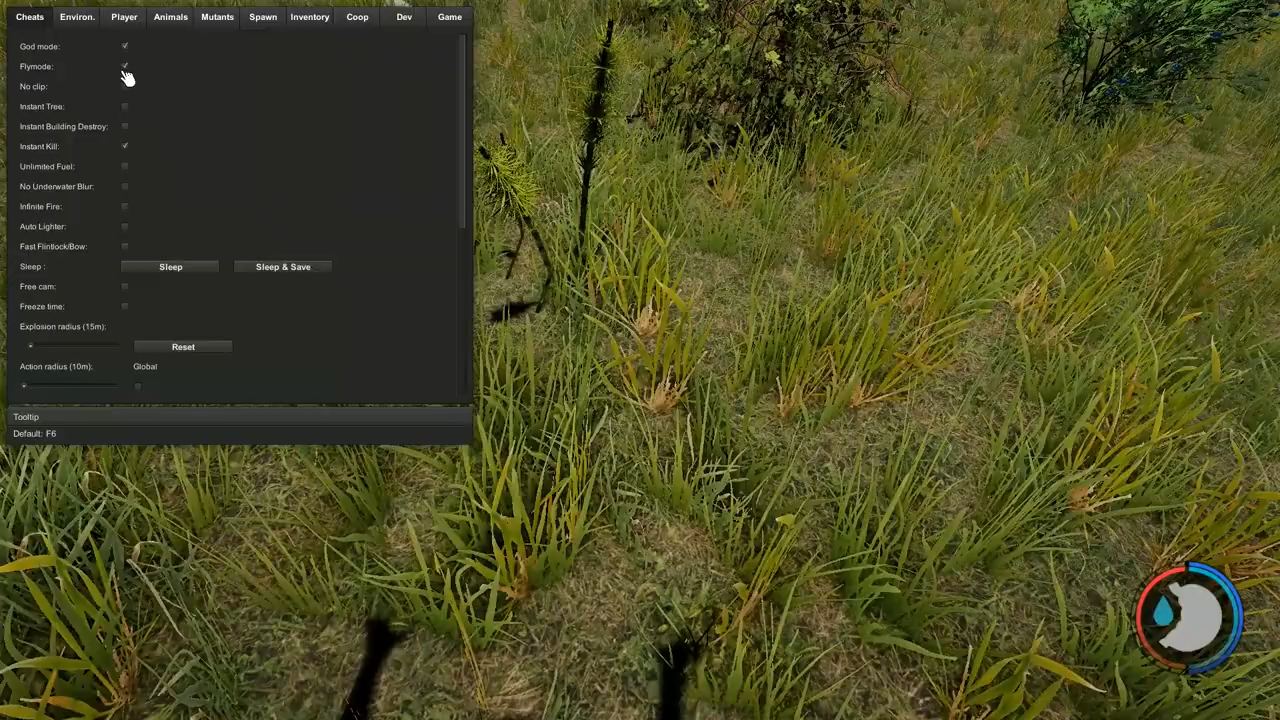 Cheats Environ. Player Animals Mutants Spawn Inventory Coop Dev Game
God mode:
Flymode:
No clip:
Instant Tree:
Instant Building Destroy:
Instant Kill:
Unlimited Fuel:
No Underwater Blur:
Infinite Fire:
Auto Lighter:
Fast Flintlock/Bow:
Sleep : Sleep Sleep & Save
Free cam:
Freeze time:
Explosion radius (15m):
Reset
Action radius (10m): Global
Tooltip
Default: F6